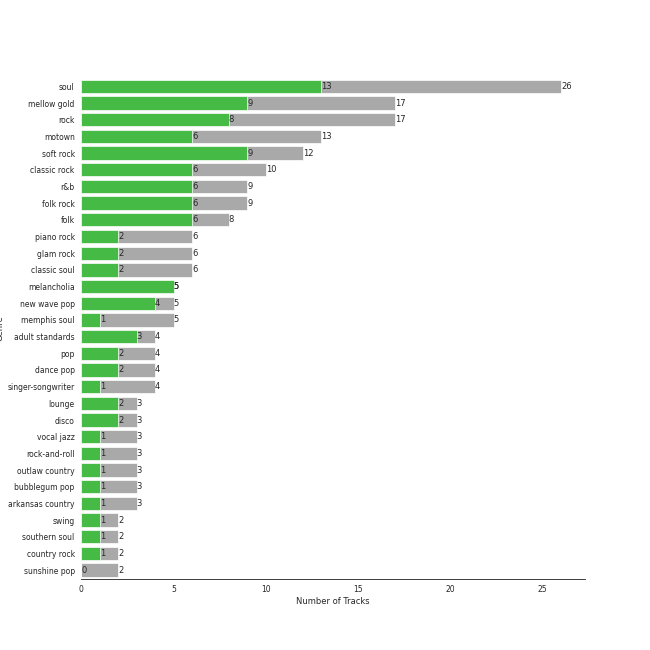 soul 13 26
mellow gold 9 17
rock 8 17
motown 6 13
soft rock 9 12
classic rock 6 10
r&b 6 9
folk rock 6 9
folk 6 8
piano rock 2 6
glam rock 2 6
classic soul 2 6
melancholia 5
new wave pop 4 5
memphis soul 1 5
adult standards 3 4
pop 2 4
dance pop 2 4
singer-songwriter 1 4
lounge 2 3
disco 2 3
vocal jazz 1 3
rock-and-roll 1 3
outlaw country 1 3
bubblegum pop 1 3
arkansas country 1 3
swing 1 2
southern soul 1 2
country rock 1 2
sunshine pop 0 2
0 5 10 15 20 25
Number of Tracks